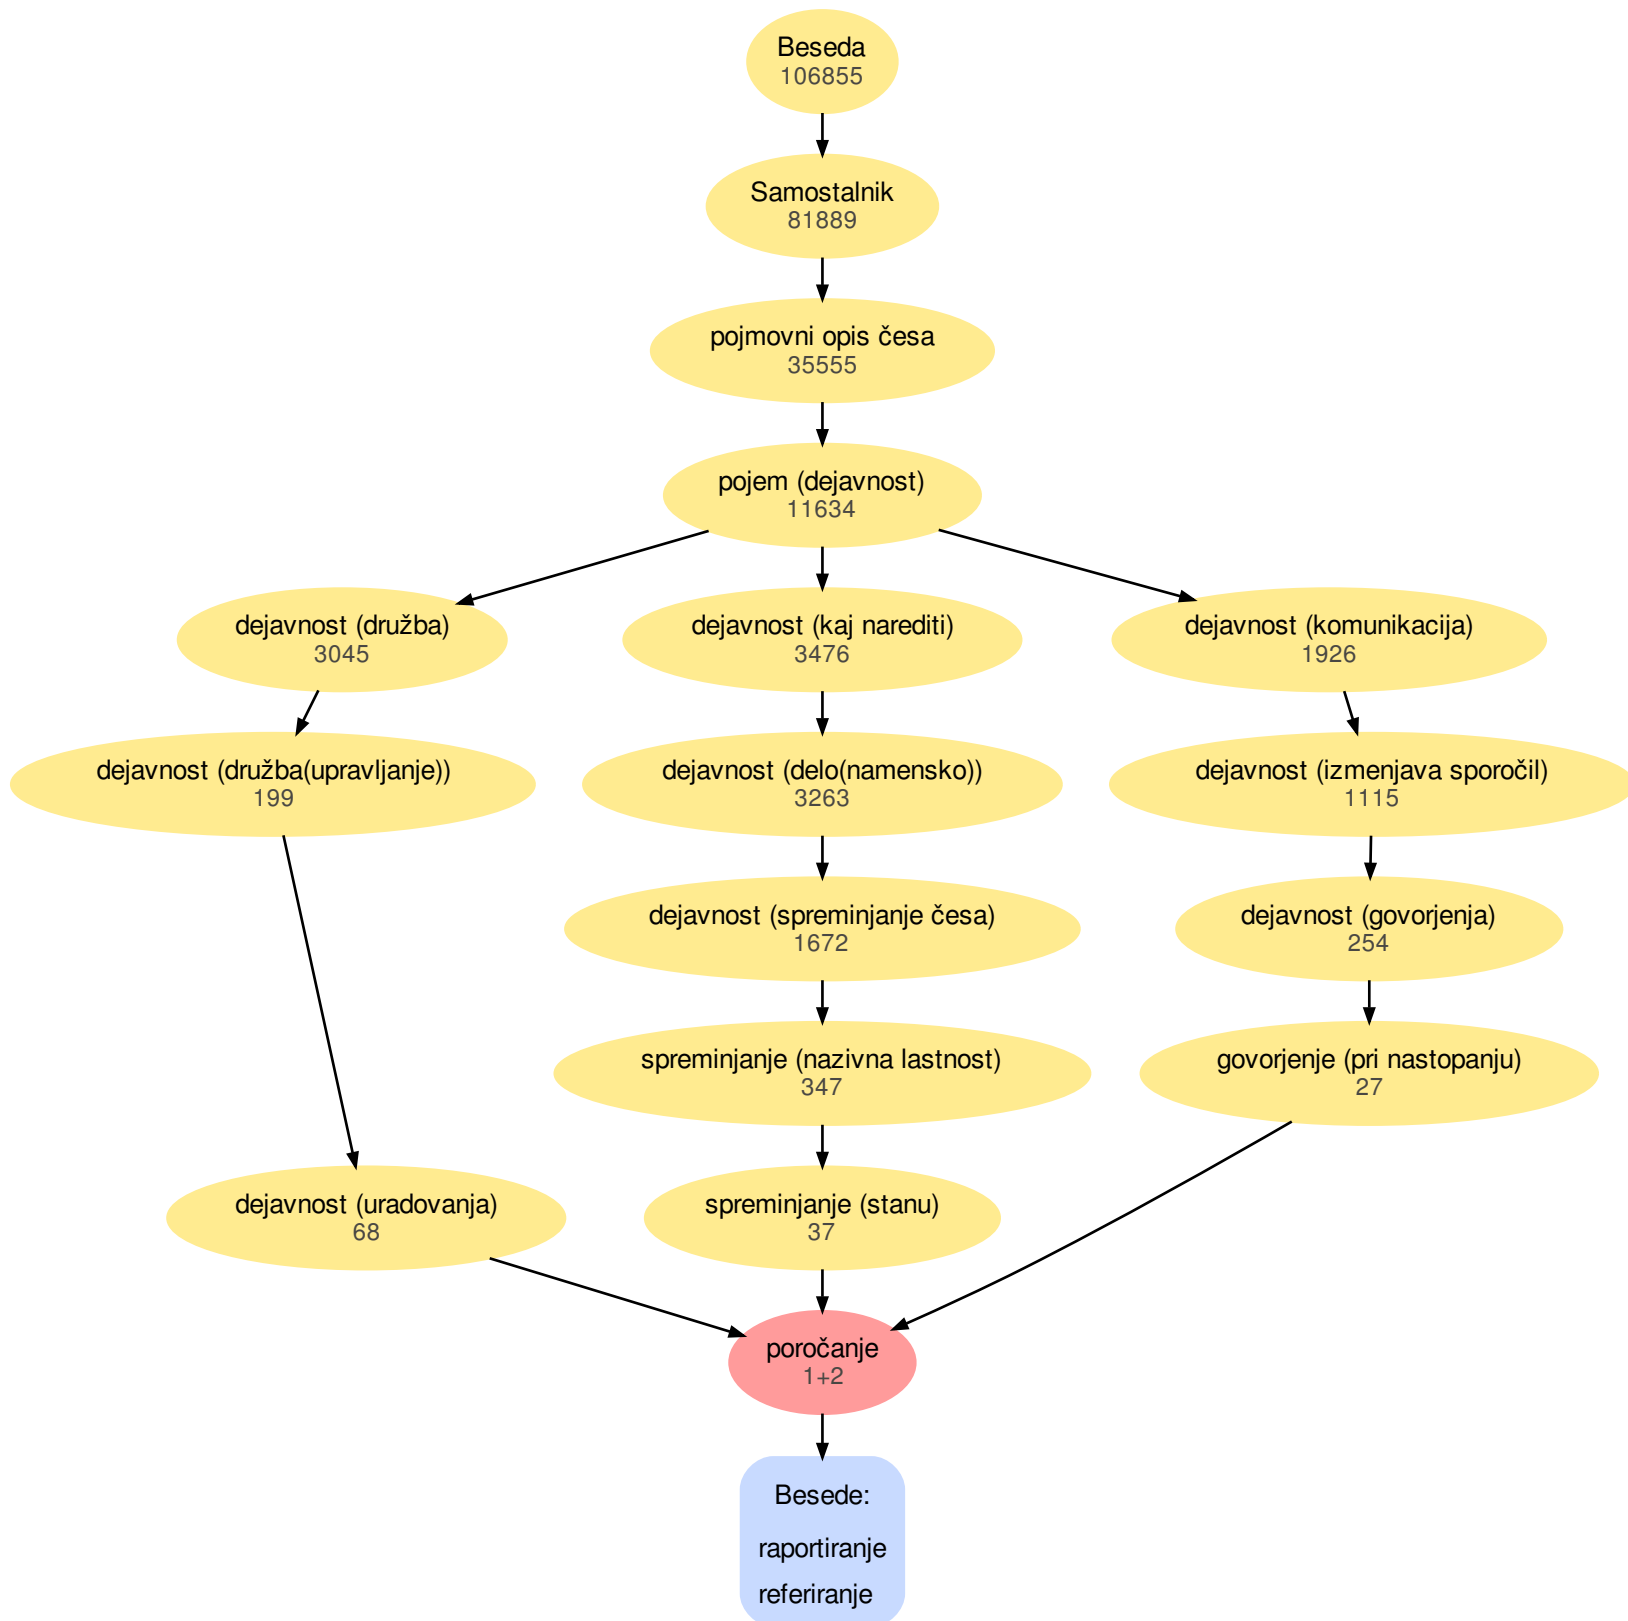 Beseda
106855
Samostalnik
81889
pojmovni opis česa
35555
pojem (dejavnost)
11634
dejavnost (družba)
3045
dejavnost (kaj narediti)
3476
dejavnost (komunikacija)
1926
dejavnost (družba(upravljanje))
199
dejavnost (delo(namensko))
3263
dejavnost (izmenjava sporočil)
1115
dejavnost (spreminjanje česa)
1672
dejavnost (govorjenja)
254
spreminjanje (nazivna lastnost)
347
govorjenje (pri nastopanju)
27
dejavnost (uradovanja)
68
spreminjanje (stanu)
37
poročanje
1+2
Besede:
raportiranje
referiranje